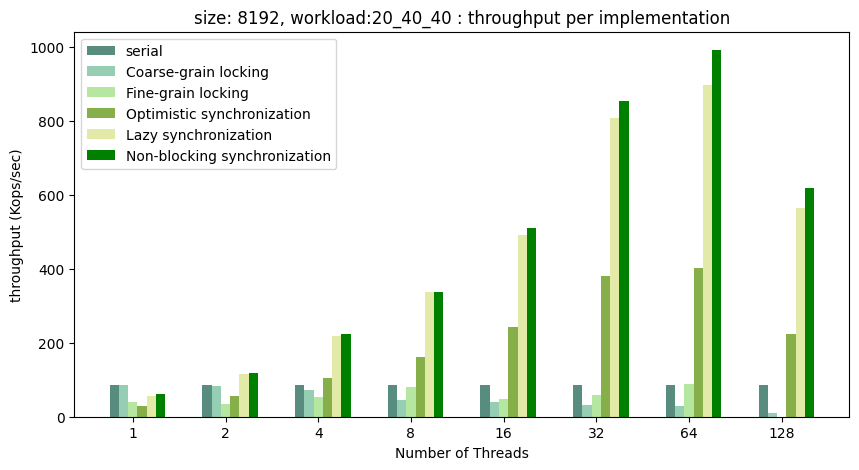 size: 8192, workload:20_40_40 : throughput per implementation
serial
Coarse-grain locking
Fine-grain locking
Optimistic synchronization
Lazy synchronization
Non-blocking synchronization
throughput (Kops/sec)
1000
800
600
400
200
0
1 2 4 8 16 32 64 128
Number of Threads